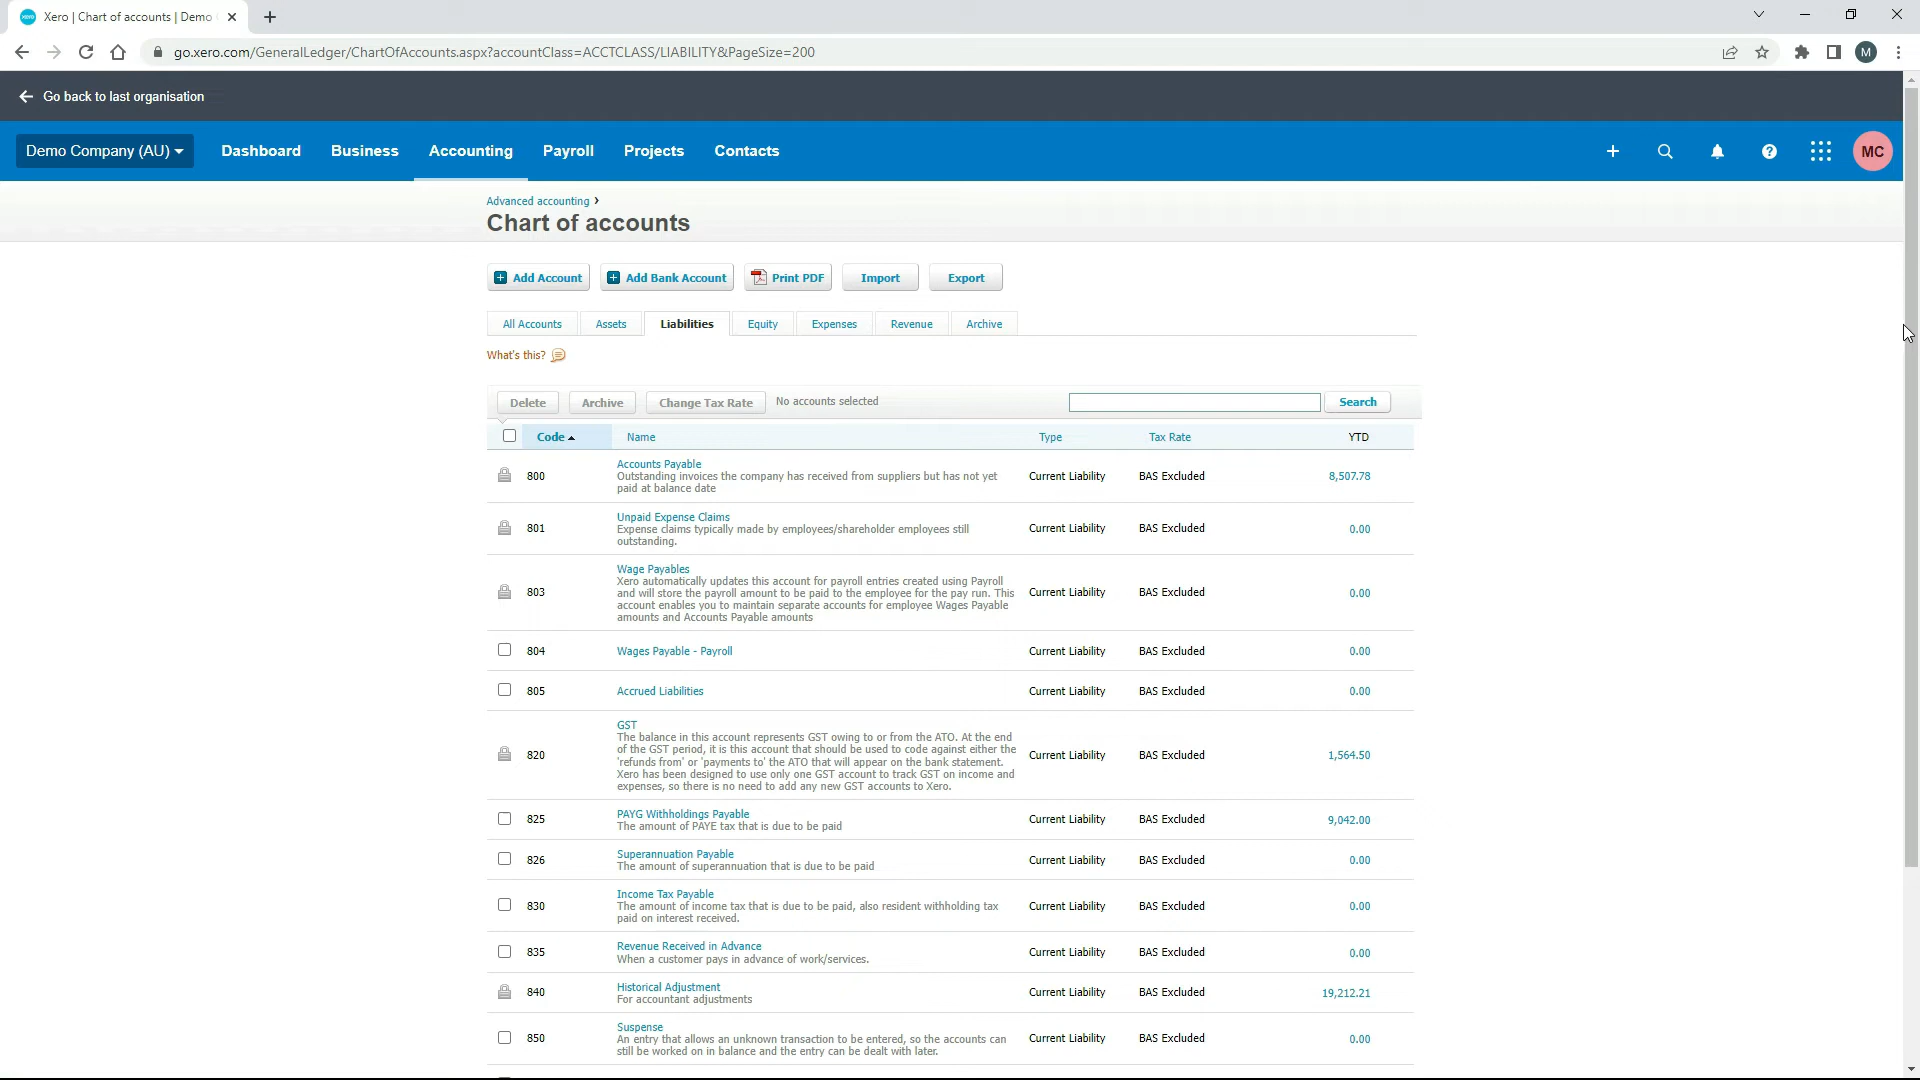 Xero | Chart of accounts | Demo
go.xero.com/GeneralLedger/ChartOfAccounts.aspx?accountClass=ACCTCLASS/LIABILITY&PageSize=200
M
Go back to last organisation
Demo Company (AU)
Dashboard
Business
Accounting
Payroll
Projects
Contacts
MC
Advanced accounting ›
Chart of accounts
Add Account
Add Bank Account
Print PDF
Import
Export
All Accounts
Assets
Liabilities
Equity
Expenses
Revenue
Archive
What's this?
Delete
Archive
Change Tax Rate
No accounts selected
Search
Code
Name
Type
Tax Rate
YTD
800
Accounts Payable
Outstanding invoices the company has received from suppliers but has not yet
paid at balance date
Current Liability
BAS Excluded
8,507.78
801
Unpaid Expense Claims
Expense claims typically made by employees/shareholder employees still
outstanding.
Current Liability
BAS Excluded
0.00
803
Wage Payables
Xero automatically updates this account for payroll entries created using Payroll
and will store the payroll amount to be paid to the employee for the pay run. This
account enables you to maintain separate accounts for employee Wages Payable
amounts and Accounts Payable amounts
Current Liability
BAS Excluded
0.00
804
Wages Payable - Payroll
Current Liability
BAS Excluded
0.00
805
Accrued Liabilities
Current Liability
BAS Excluded
0.00
820
GST
The balance in this account represents GST owing to or from the ATO. At the end
of the GST period, it is this account that should be used to code against either the
'refunds from' or 'payments to' the ATO that will appear on the bank statement.
Xero has been designed to use only one GST account to track GST on income and
expenses, so there is no need to add any new GST accounts to Xero.
Current Liability
BAS Excluded
1,564.50
825
PAYG Withholdings Payable
The amount of PAYE tax that is due to be paid
Current Liability
BAS Excluded
9,042.00
826
Superannuation Payable
The amount of superannuation that is due to be paid
Current Liability
BAS Excluded
0.00
830
Income Tax Payable
The amount of income tax that is due to be paid, also resident withholding tax
paid on interest received.
Current Liability
BAS Excluded
0.00
835
Revenue Received in Advance
When a customer pays in advance of work/services.
Current Liability
BAS Excluded
0.00
840
Historical Adjustment
For accountant adjustments
Current Liability
BAS Excluded
19,212.21
850
Suspense
An entry that allows an unknown transaction to be entered, so the accounts can
still be worked on in balance and the entry can be dealt with later.
Current Liability
BAS Excluded
0.00